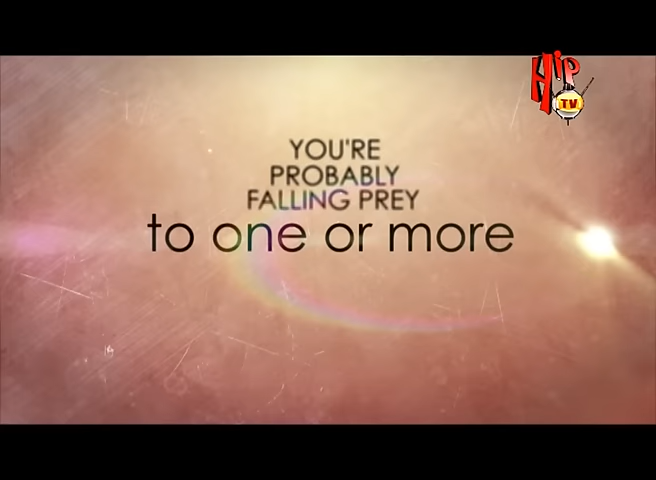 HiP
TV
YOU'RE
PROBABLY
FALLING PREY
to one or more